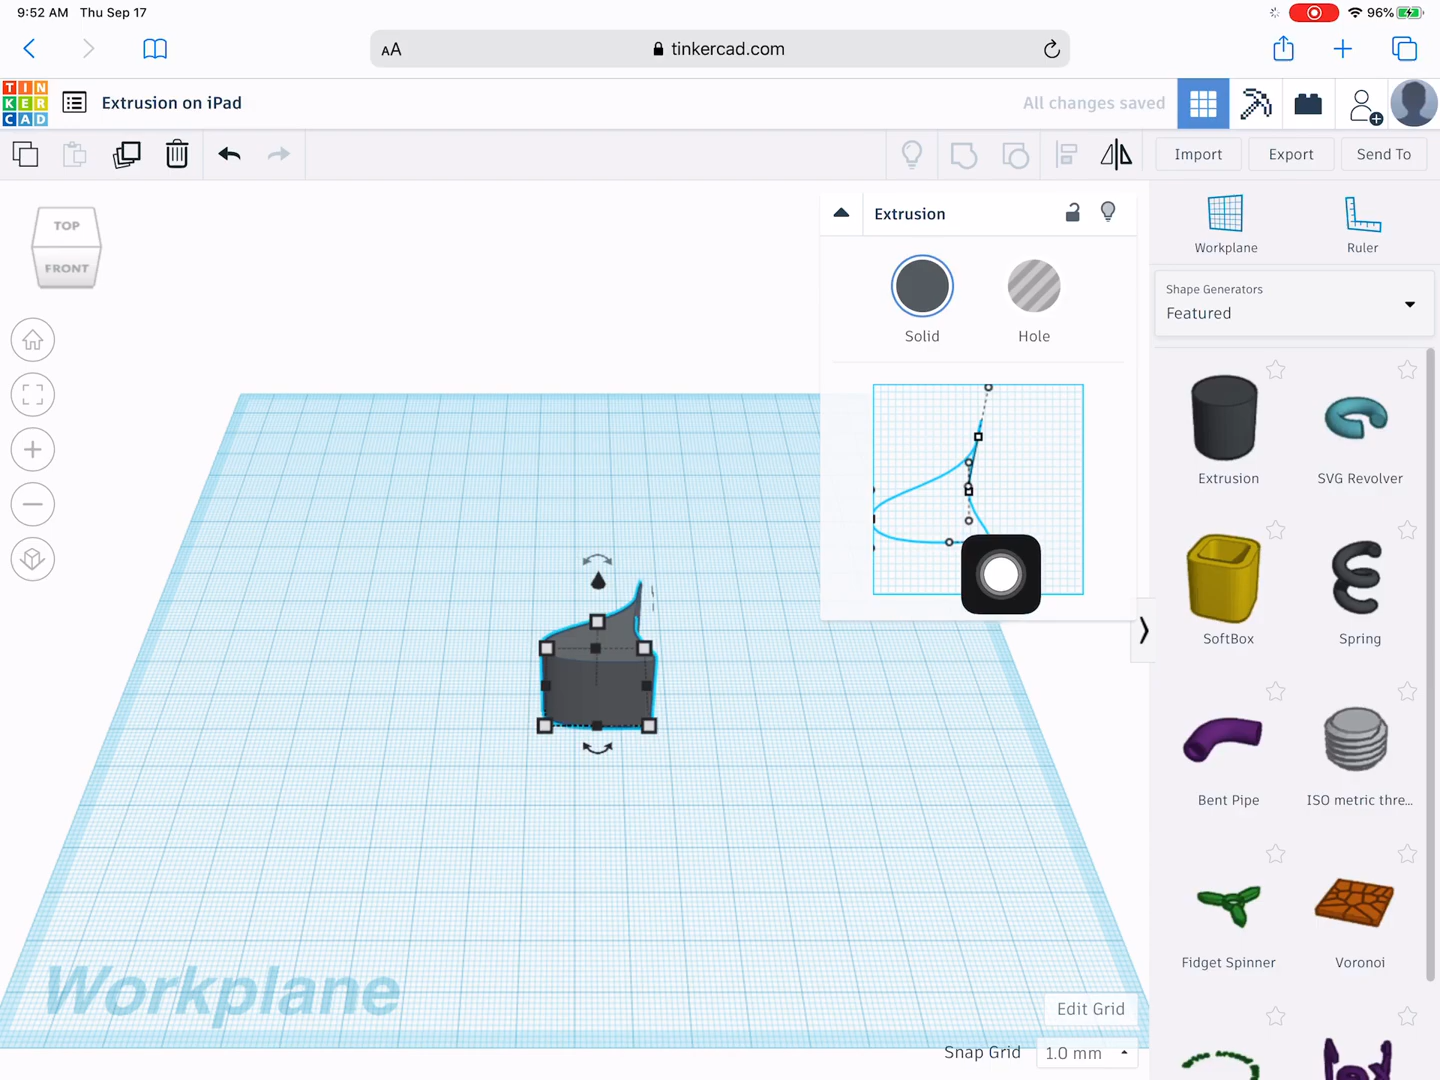 9:52 AM Thu Sep 17
96%
AA
tinkercad.com
TIN
KER
CAD
Extrusion on iPad
All changes saved
Import
Export
Send To
TOP
FRONT
Extrusion
Solid
Hole
Workplane
Ruler
Shape Generators
Featured
Extrusion
SVG Revolver
SoftBox
Spring
Bent Pipe
ISO metric thre...
Fidget Spinner
Voronoi
Workplane
Edit Grid
Snap Grid
1.0 mm